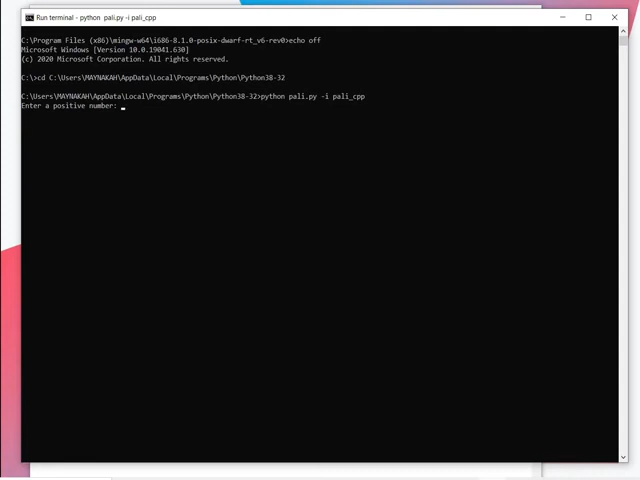 Run terminal - python  pali.py -i pali_cpp
C:\Program Files (x86)\mingw-w64\i686-8.1.0-posix-dwarf-rt_v6-rev0>echo off
Microsoft Windows [Version 10.0.19041.630]
(c) 2020 Microsoft Corporation. All rights reserved.
C:\>cd C:\Users\MAYNAKAH\AppData\Local\Programs\Python\Python38-32
C:\Users\MAYNAKAH\AppData\Local\Programs\Python\Python38-32>python pali.py -i pali_cpp
Enter a positive number: